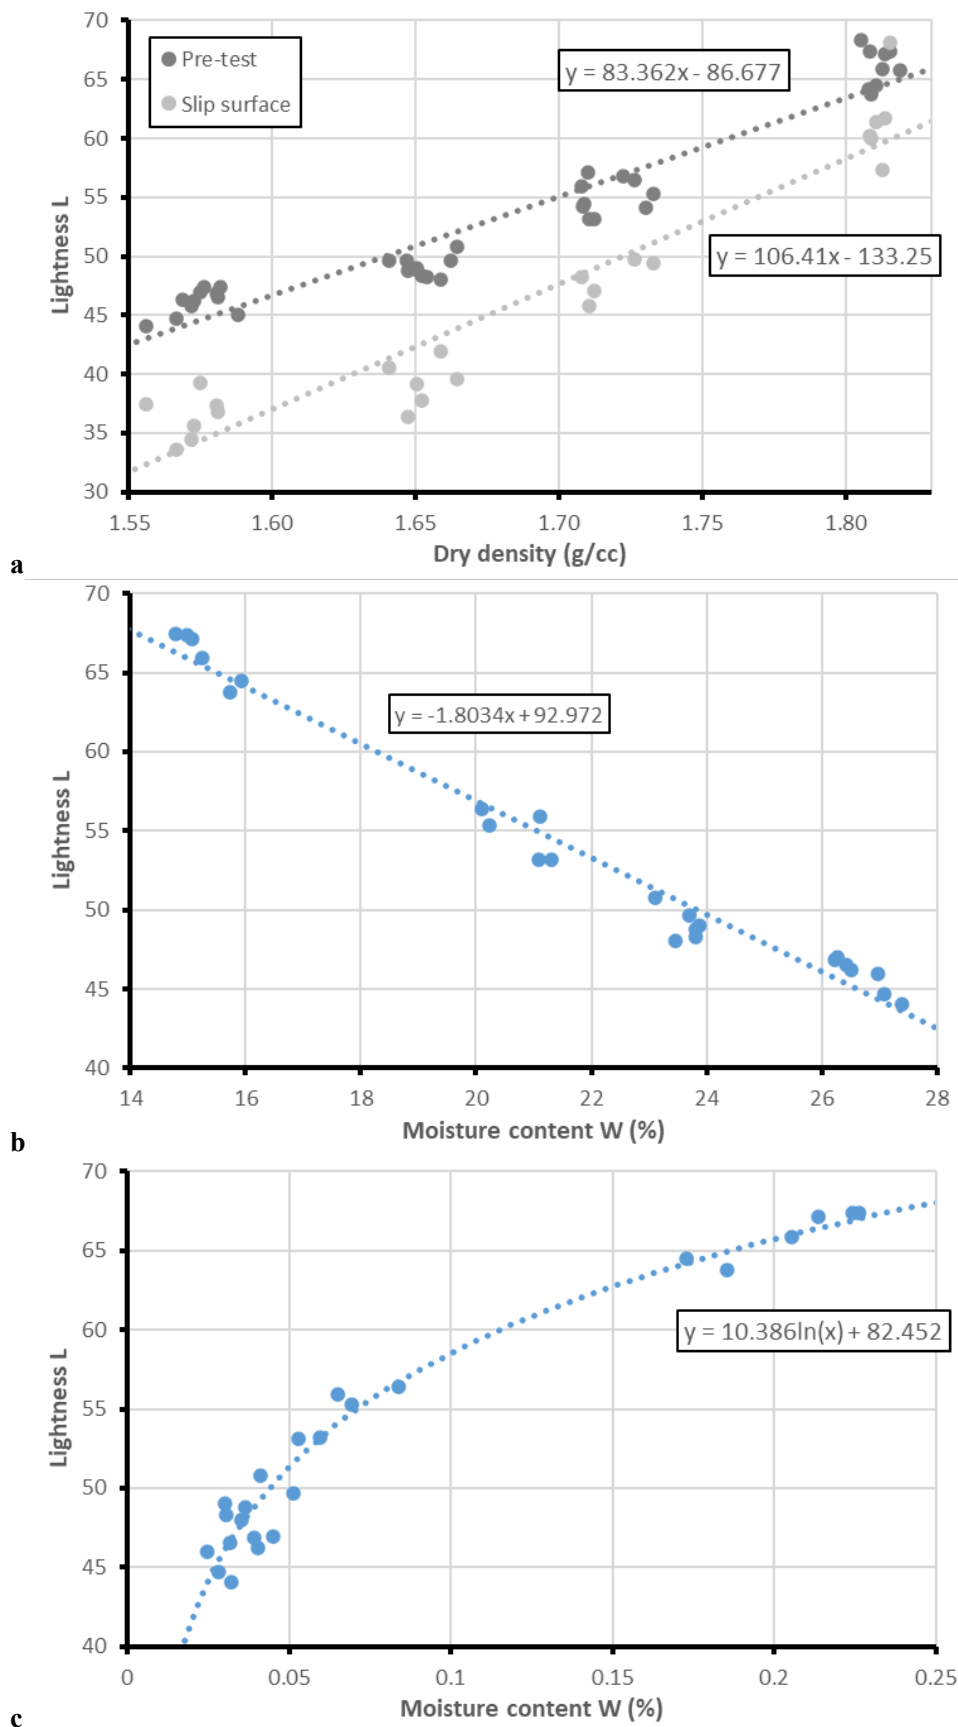 70
Pre-test
Slip surface
y = 83.362x - 86.677
65
60
55
50
45
40
35
30
y = 106.41x - 133.25
Lightness L
1.55 1.60 1.65 1.70 1.75 1.80
Dry density (g/cc)
a
70
65
60
55
50
45
40
y = -1.8034x + 92.972
Lightness L
14 16 18 20 22 24 26 28
Moisture content W (%)
b
70
65
60
55
50
45
40
y = 10.386ln(x) + 82.452
Lightness L
0 0.05 0.1 0.15 0.2 0.25
Moisture content W (%)
c